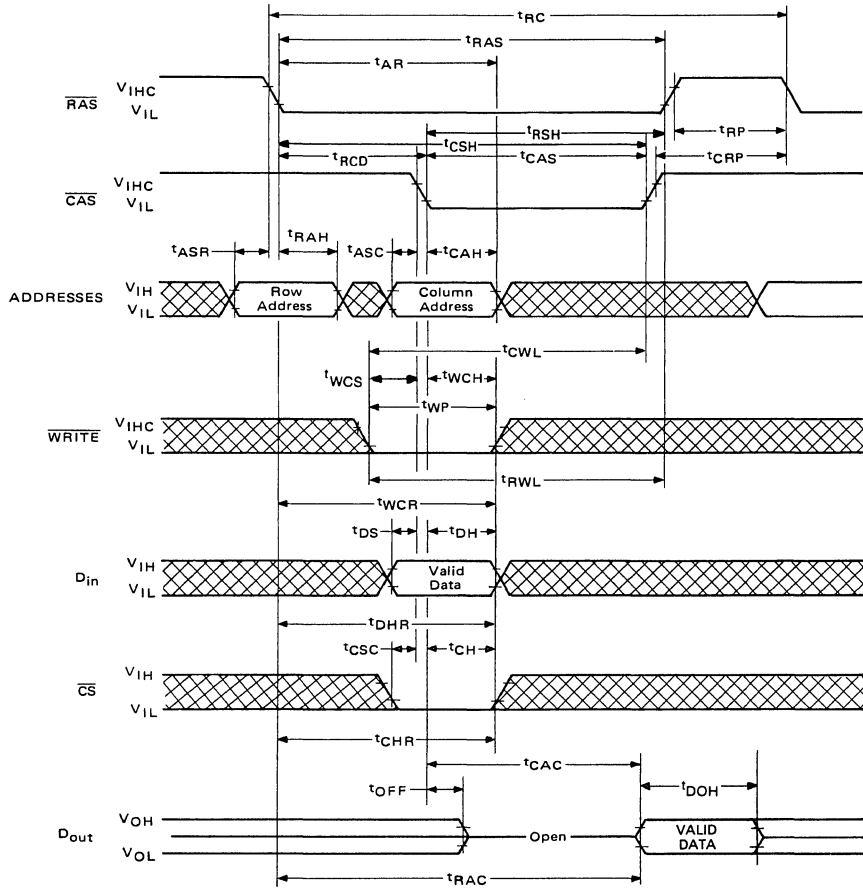 tRC
tRAS
tAR
RAS VIHC
VIL
tRSH
tRP
tCSH
tRCD tCAS tCRP
CAS VIHC
VIL
tASR tRAH tASC tCAH
ADDRESSES VIH
VIL
Row Address
Column Address
tCWL
tWCS tWCH
tWP
WRITE VIHC
VIL
tRWL
tWCR
tDS tDH
Din VIH
VIL
Valid Data
tDHR
tCSC tCH
CS VIH
VIL
tCHR
tCAC
tOFF tDOH
Dout VOH
VOL
Open
VALID DATA
tRAC